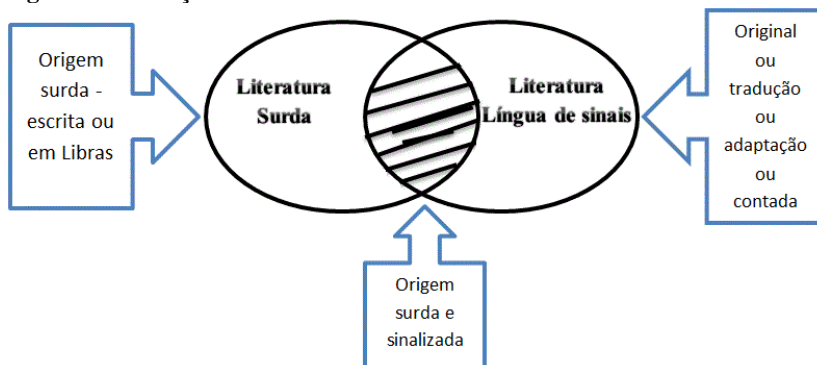 Origem
surda -
escrita ou
em Libras
Literatura
Surda
Literatura
Língua de sinais
Original
ou
tradução
ou
adaptação
ou
contada
Origem
surda e
sinalizada